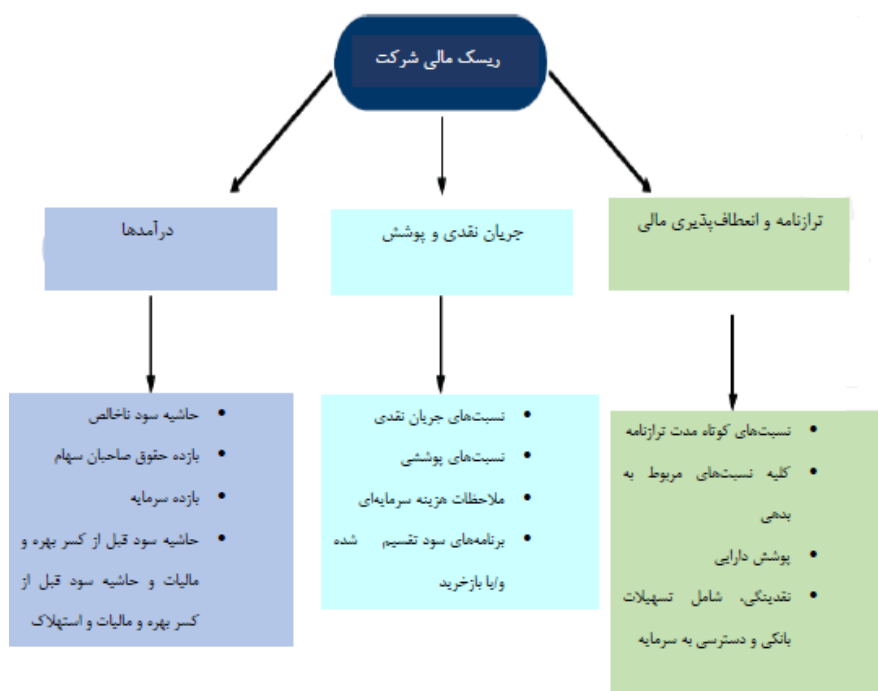 ریسک مالی شرکت
ترازنامه و انعطاف‌پذیری مالی
جریان نقدی و پوشش
درآمدها
• نسبت‌های کوتاه مدت ترازنامه
• کلیه نسبت‌های مربوط به
بدهی
• پوشش دارایی
• نقدینگی، شامل تسهیلات
بانکی و دسترسی به سرمایه
• نسبت‌های جریان نقدی
• نسبت‌های پوششی
• ملاحظات هزینه سرمایه‌ای
• برنامه‌های سود تقسیم شده
و/یا بازخرید
• حاشیه سود ناخالص
• بازده حقوق صاحبان سهام
• بازده سرمایه
• حاشیه سود قبل از کسر بهره و
مالیات و حاشیه سود قبل از
کسر بهره و مالیات و استهلاک